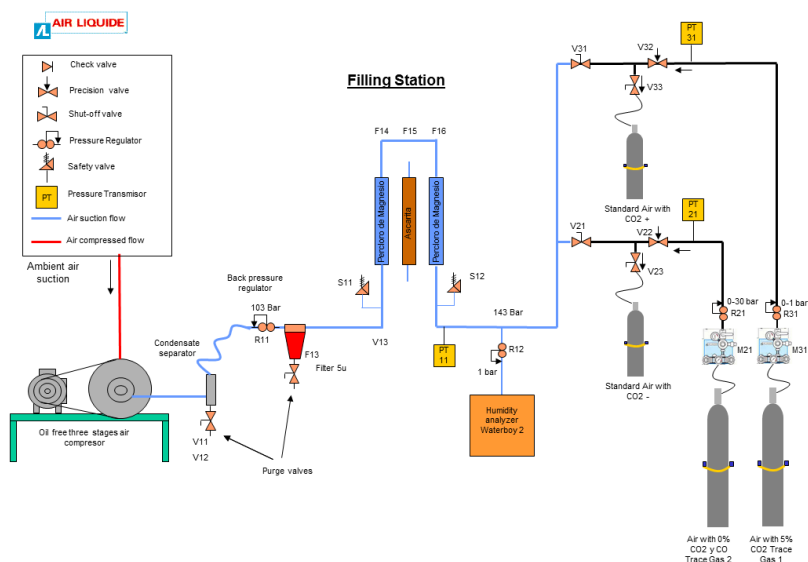 AIR LIQUIDE
Check valve
Precision valve
Shut-off valve
Pressure Regulator
Safety valve
PT
Pressure Transmisor
Air suction flow
Air compressed flow
Ambient air
suction
Filling Station
F14
F15
F16
Percloro de Magnesio
Ascarita
Percloro de Magnesio
S11
S12
Back pressure
regulator
103 Bar
R11
F13
Filter 5u
V13
Condensate
separator
V11
V12
Purge valves
Oil free three stages air
compresor
143 Bar
PT
11
R12
1 bar
Humidity
analyzer
Waterboy 2
V31
V32
PT
31
V33
Standard Air with
CO2 +
V21
V22
PT
21
V23
Standard Air with
CO2 -
0-30 bar
R21
0-1 bar
R31
M21
M31
Air with 0%
CO2 y CO
Trace Gas 2
Air with 5%
CO2 Trace
Gas 1